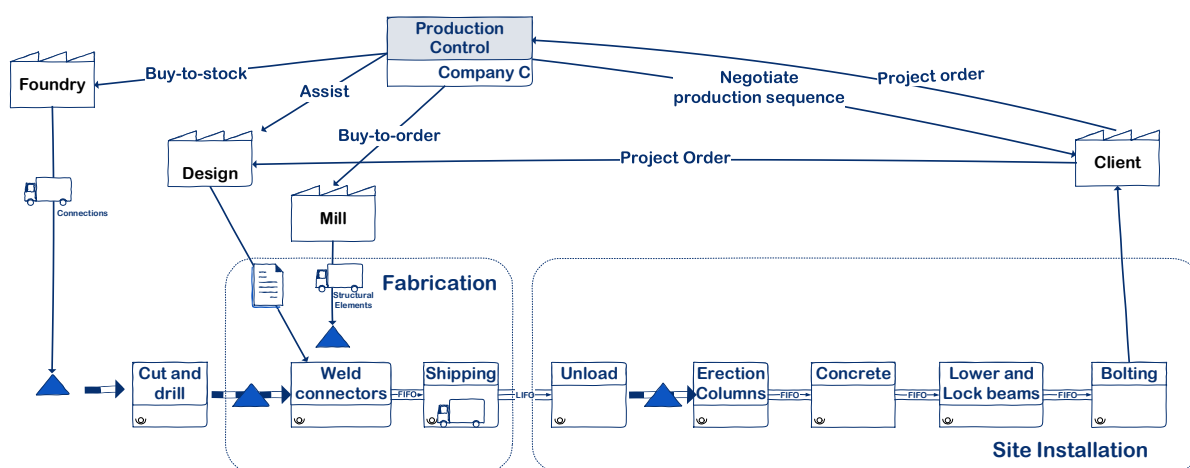 Production
Control
Company C
Foundry
Buy-to-stock
Assist
Buy-to-order
Negotiate
production sequence
Project order
Design
Project Order
Client
Mill
Connections
Structural
Elements
Fabrication
Cut and
drill
Weld
connectors
FIFO
Shipping
LIFO
Unload
Erection
Columns
FIFO
Concrete
FIFO
Lower and
Lock beams
FIFO
Bolting
Site Installation